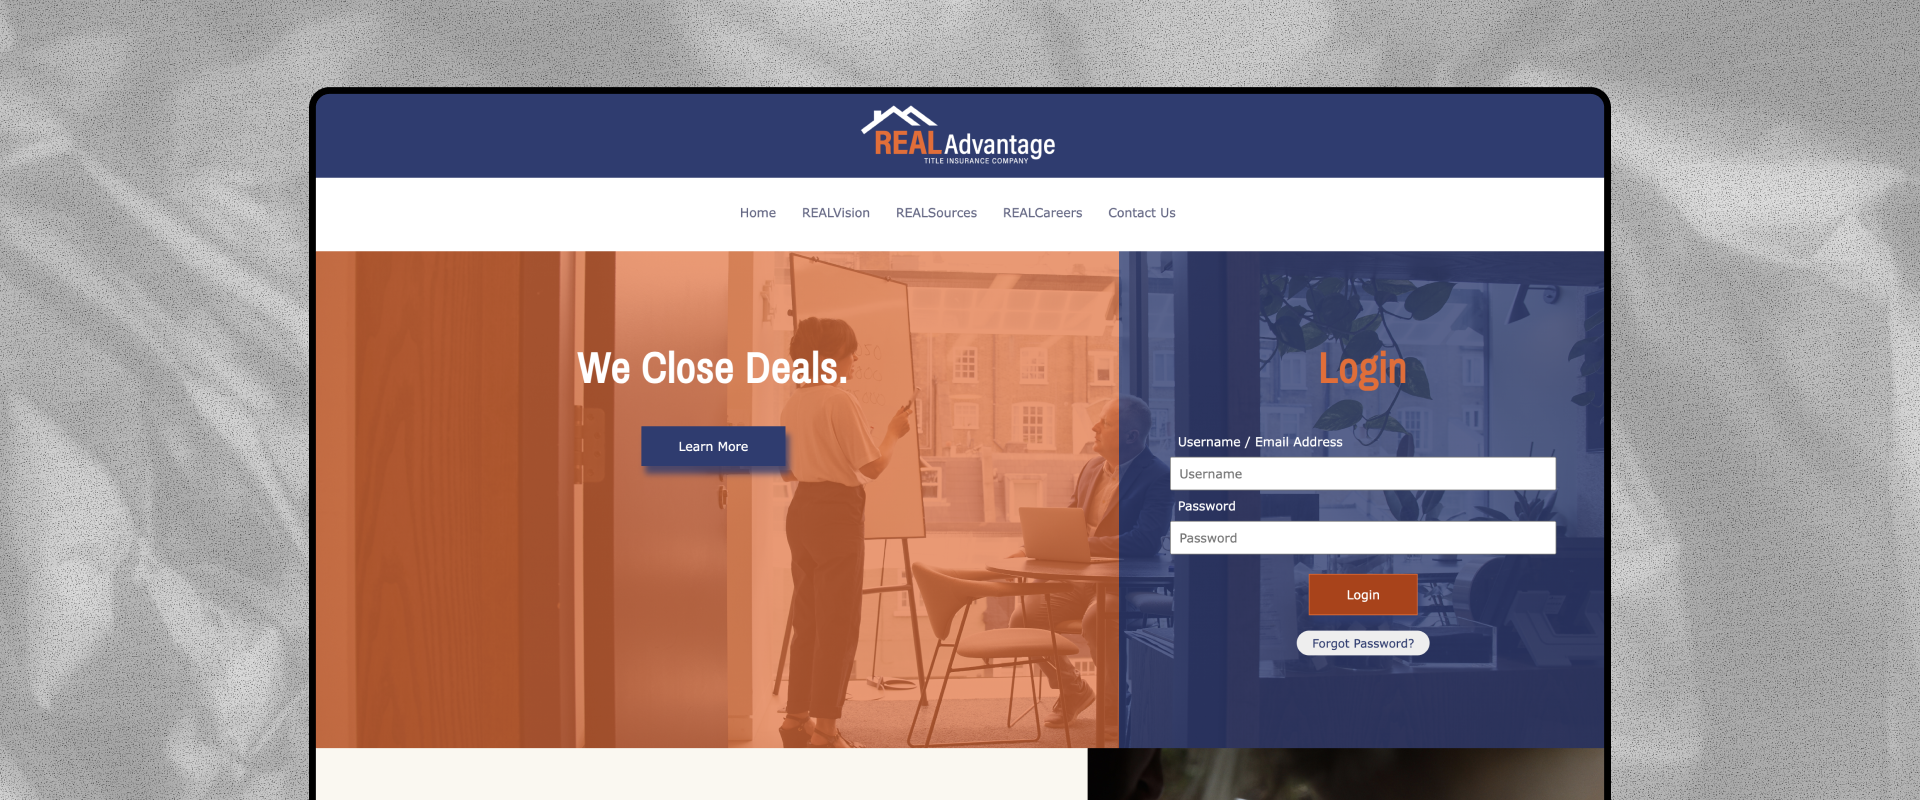 REAL Advantage
TITLE INSURANCE COMPANY
Home REALVision REALSources REALCareers Contact Us
We Close Deals.
Learn More
Login
Username / Email Address
Username
Password
Password
Login
Forgot Password?